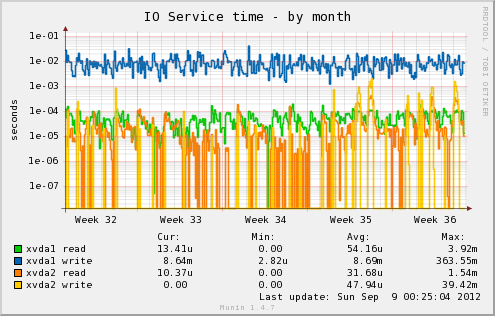 IO Service time - by month
RRDTOOL / TOBI OETIKER
seconds
1e-01
1e-02
1e-03
1e-04
1e-05
1e-06
1e-07
Week 32 Week 33 Week 34 Week 35 Week 36
Cur: Min: Avg: Max:
xvda1 read 13.41u 0.00 54.16u 3.92m
xvda1 write 8.64m 2.82u 8.69m 363.55m
xvda2 read 10.37u 0.00 31.68u 1.54m
xvda2 write 0.00 0.00 47.94u 39.42m
Last update: Sun Sep 9 00:25:04 2012
Munin 1.4.7